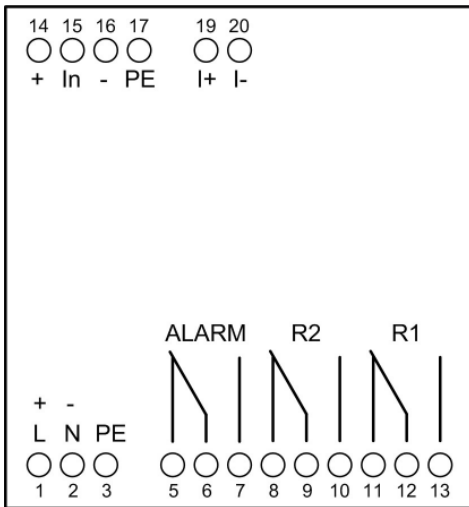 14 15 16 17 19 20
+ In - PE I+ I-
ALARM R2 R1
+ -
L N PE
1 2 3 5 6 7 8 9 10 11 12 13